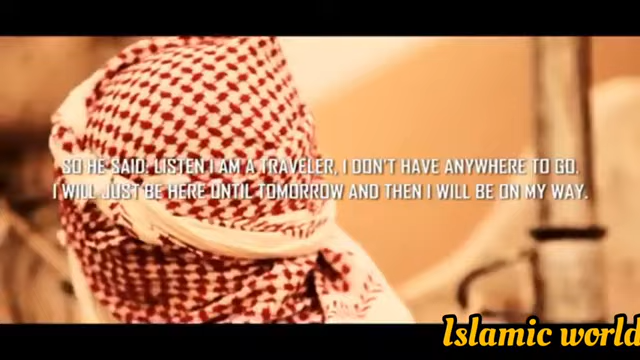 SO HE SAID: LISTEN I AM A TRAVELER, I DON'T HAVE ANYWHERE TO GO.
I WILL JUST BE HERE UNTIL TOMORROW AND THEN I WILL BE ON MY WAY.
Islamic world